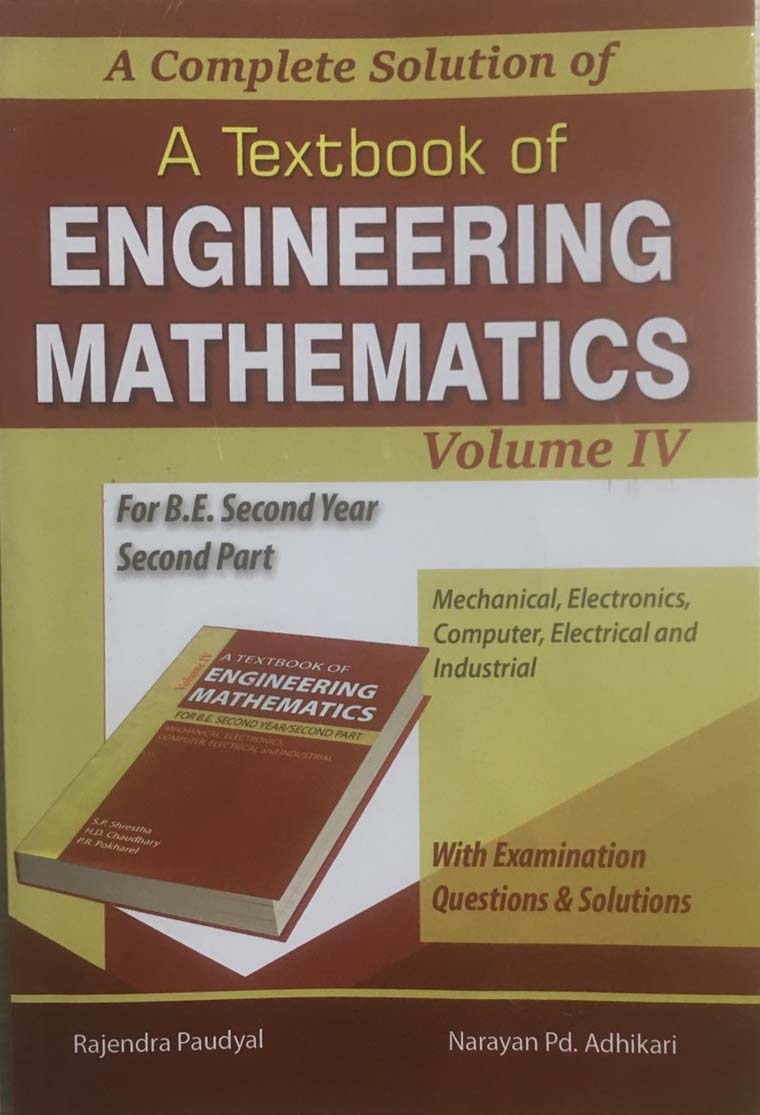 A Complete Solution of
A Textbook of
ENGINEERING
MATHEMATICS
Volume IV
For B.E. Second Year
Second Part
Mechanical, Electronics,
Computer, Electrical and
Industrial
Volume IV
A TEXTBOOK OF
ENGINEERING
MATHEMATICS
FOR B.E. SECOND YEAR/SECOND PART
MECHANICAL, ELECTRONICS,
COMPUTER, ELECTRICAL and INDUSTRIAL
S.P. Shrestha
H.D. Chaudhary
P.R. Pokharel
With Examination
Questions & Solutions
Rajendra Paudyal
Narayan Pd. Adhikari